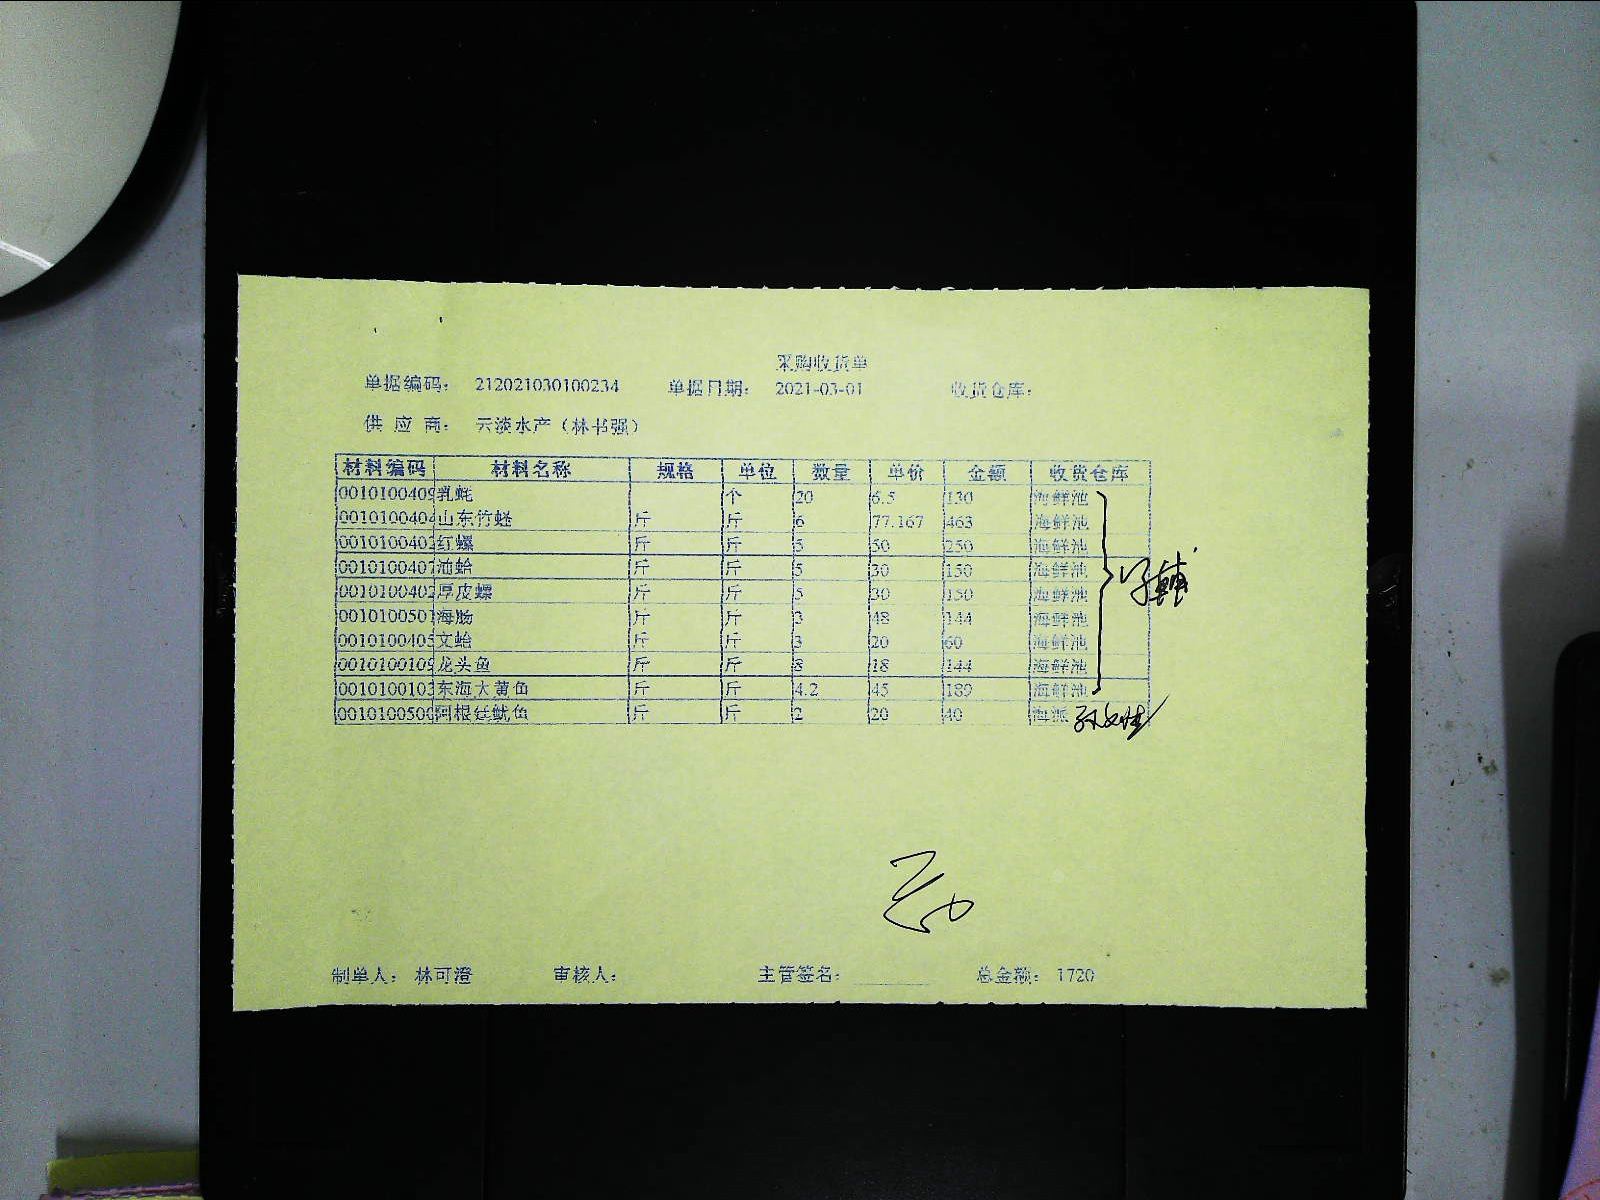 采购收货单
单据编码： 212021030100234 单据日期： 2021-03-01 收货仓库：
供 应 商： 云淡水产（林书强）
材料编码 材料名称 规格 单位 数量 单价 金额 收货仓库
0010100409 乳蚝 个 20 6.5 130 海鲜池
0010100404 山东竹蛏 斤 斤 6 77.167 463 海鲜池
0010100403 红螺 斤 斤 5 50 250 海鲜池
0010100407 油蛤 斤 斤 5 30 150 海鲜池
0010100402 厚皮螺 斤 斤 5 30 150 海鲜池
0010100501 海肠 斤 斤 3 48 144 海鲜池
0010100405 文蛤 斤 斤 3 20 60 海鲜池
0010100109 龙头鱼 斤 斤 8 18 144 海鲜池
0010100103 东海大黄鱼 斤 斤 4.2 45 189 海鲜池
0010100500 阿根廷鱿鱼 斤 斤 2 20 40 海派
制单人： 林可澄 审核人： 主管签名： 总金额： 1720